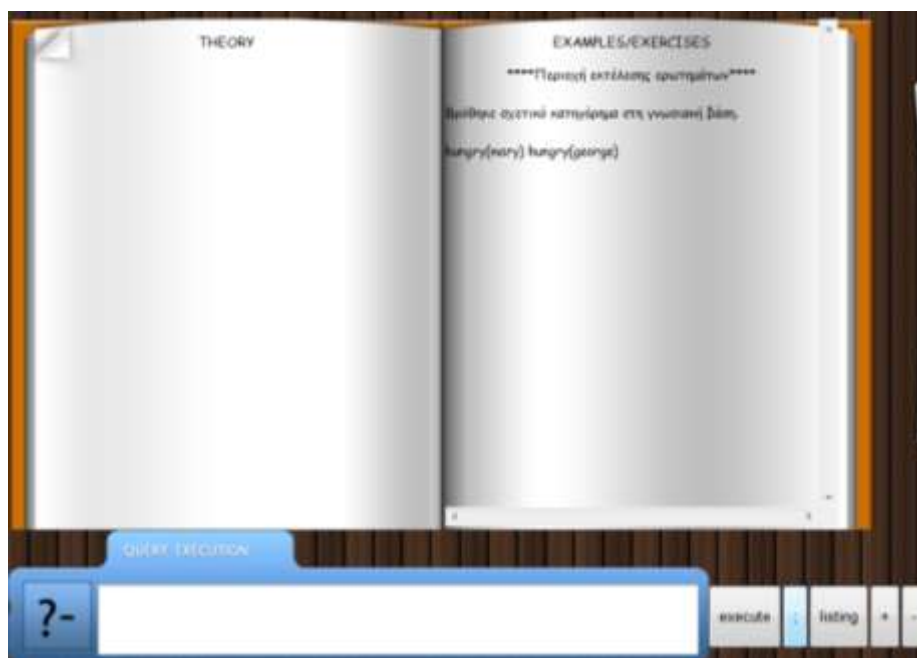 THEORY
EXAMPLES/EXERCISES
****Περιοχή εκτέλεσης ερωτημάτων****
Βρέθηκε σχετικό κατηγόρημα στη γνωσιακή βάση.
hungry(mary) hungry(george)
QUERY EXECUTION
?-
execute
;
listing
+
-